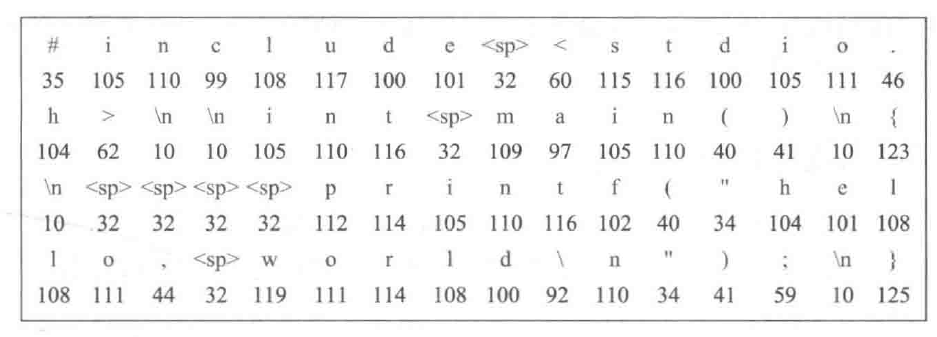 # i n c l u d e <sp> < s t d i o .
35 105 110 99 108 117 100 101 32 60 115 116 100 105 111 46
h > \n \n i n t <sp> m a i n ( ) \n {
104 62 10 10 105 110 116 32 109 97 105 110 40 41 10 123
\n <sp> <sp> <sp> <sp> p r i n t f ( " h e l
10 32 32 32 32 112 114 105 110 116 102 40 34 104 101 108
l o , <sp> w o r l d \ n " ) ; \n }
108 111 44 32 119 111 114 108 100 92 110 34 41 59 10 125